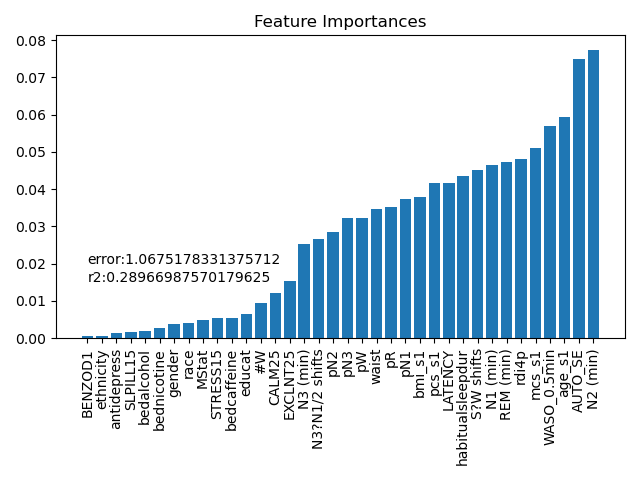 Feature Importances
0.08
0.07
0.06
0.05
0.04
0.03
0.02
0.01
0.00
error:1.0675178331375712
r2:0.28966987570179625
BENZOD1
ethnicity
antidepress
SLPILL15
bedalcohol
bednicotine
gender
race
MStat
STRESS15
bedcaffeine
educat
#W
CALM25
EXCLNT25
N3 (min)
N3?N1/2 shifts
pN2
pN3
pW
waist
pR
pN1
bmi_s1
pcs_s1
LATENCY
habitualsleepdur
S?W shifts
N1 (min)
REM (min)
rdi4p
mcs_s1
WASO_0.5min
age_s1
AUTO_SE
N2 (min)